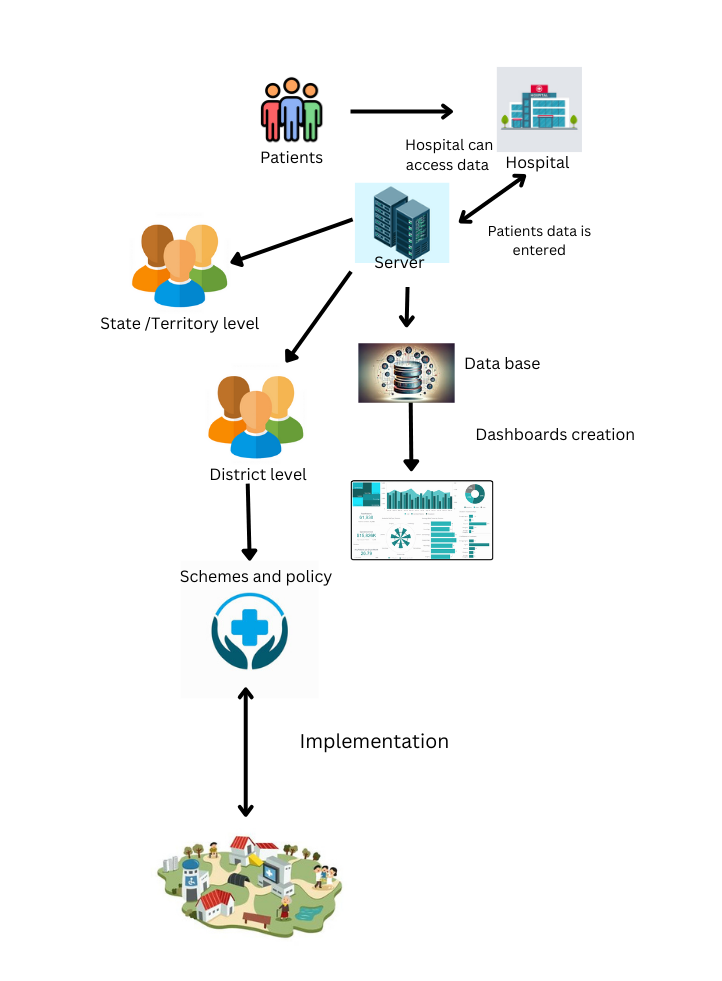 HOSPITAL
Patients
Hospital can
access data
Hospital
Patients data is
entered
Server
State /Territory level
Data base
Dashboards creation
District level
Schemes and policy
Implementation